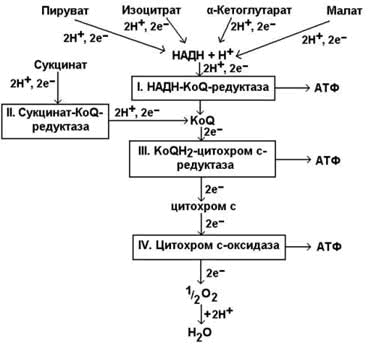 Пируват Изоцитрат α-Кетоглутарат Малат
2H⁺, 2e⁻ 2H⁺, 2e⁻ 2H⁺, 2e⁻ 2H⁺, 2e⁻
НАДН + H⁺
2H⁺, 2e⁻
Сукцинат
2H⁺, 2e⁻
I. НАДН-KoQ-редуктаза АТФ
II. Сукцинат-KoQ-
редуктаза
2H⁺, 2e⁻
KoQ
2e⁻
III. KoQH2-цитохром с-
редуктаза
АТФ
2e⁻
цитохром с
2e⁻
IV. Цитохром с-оксидаза АТФ
2e⁻
1/2O2
+2H⁺
H2O